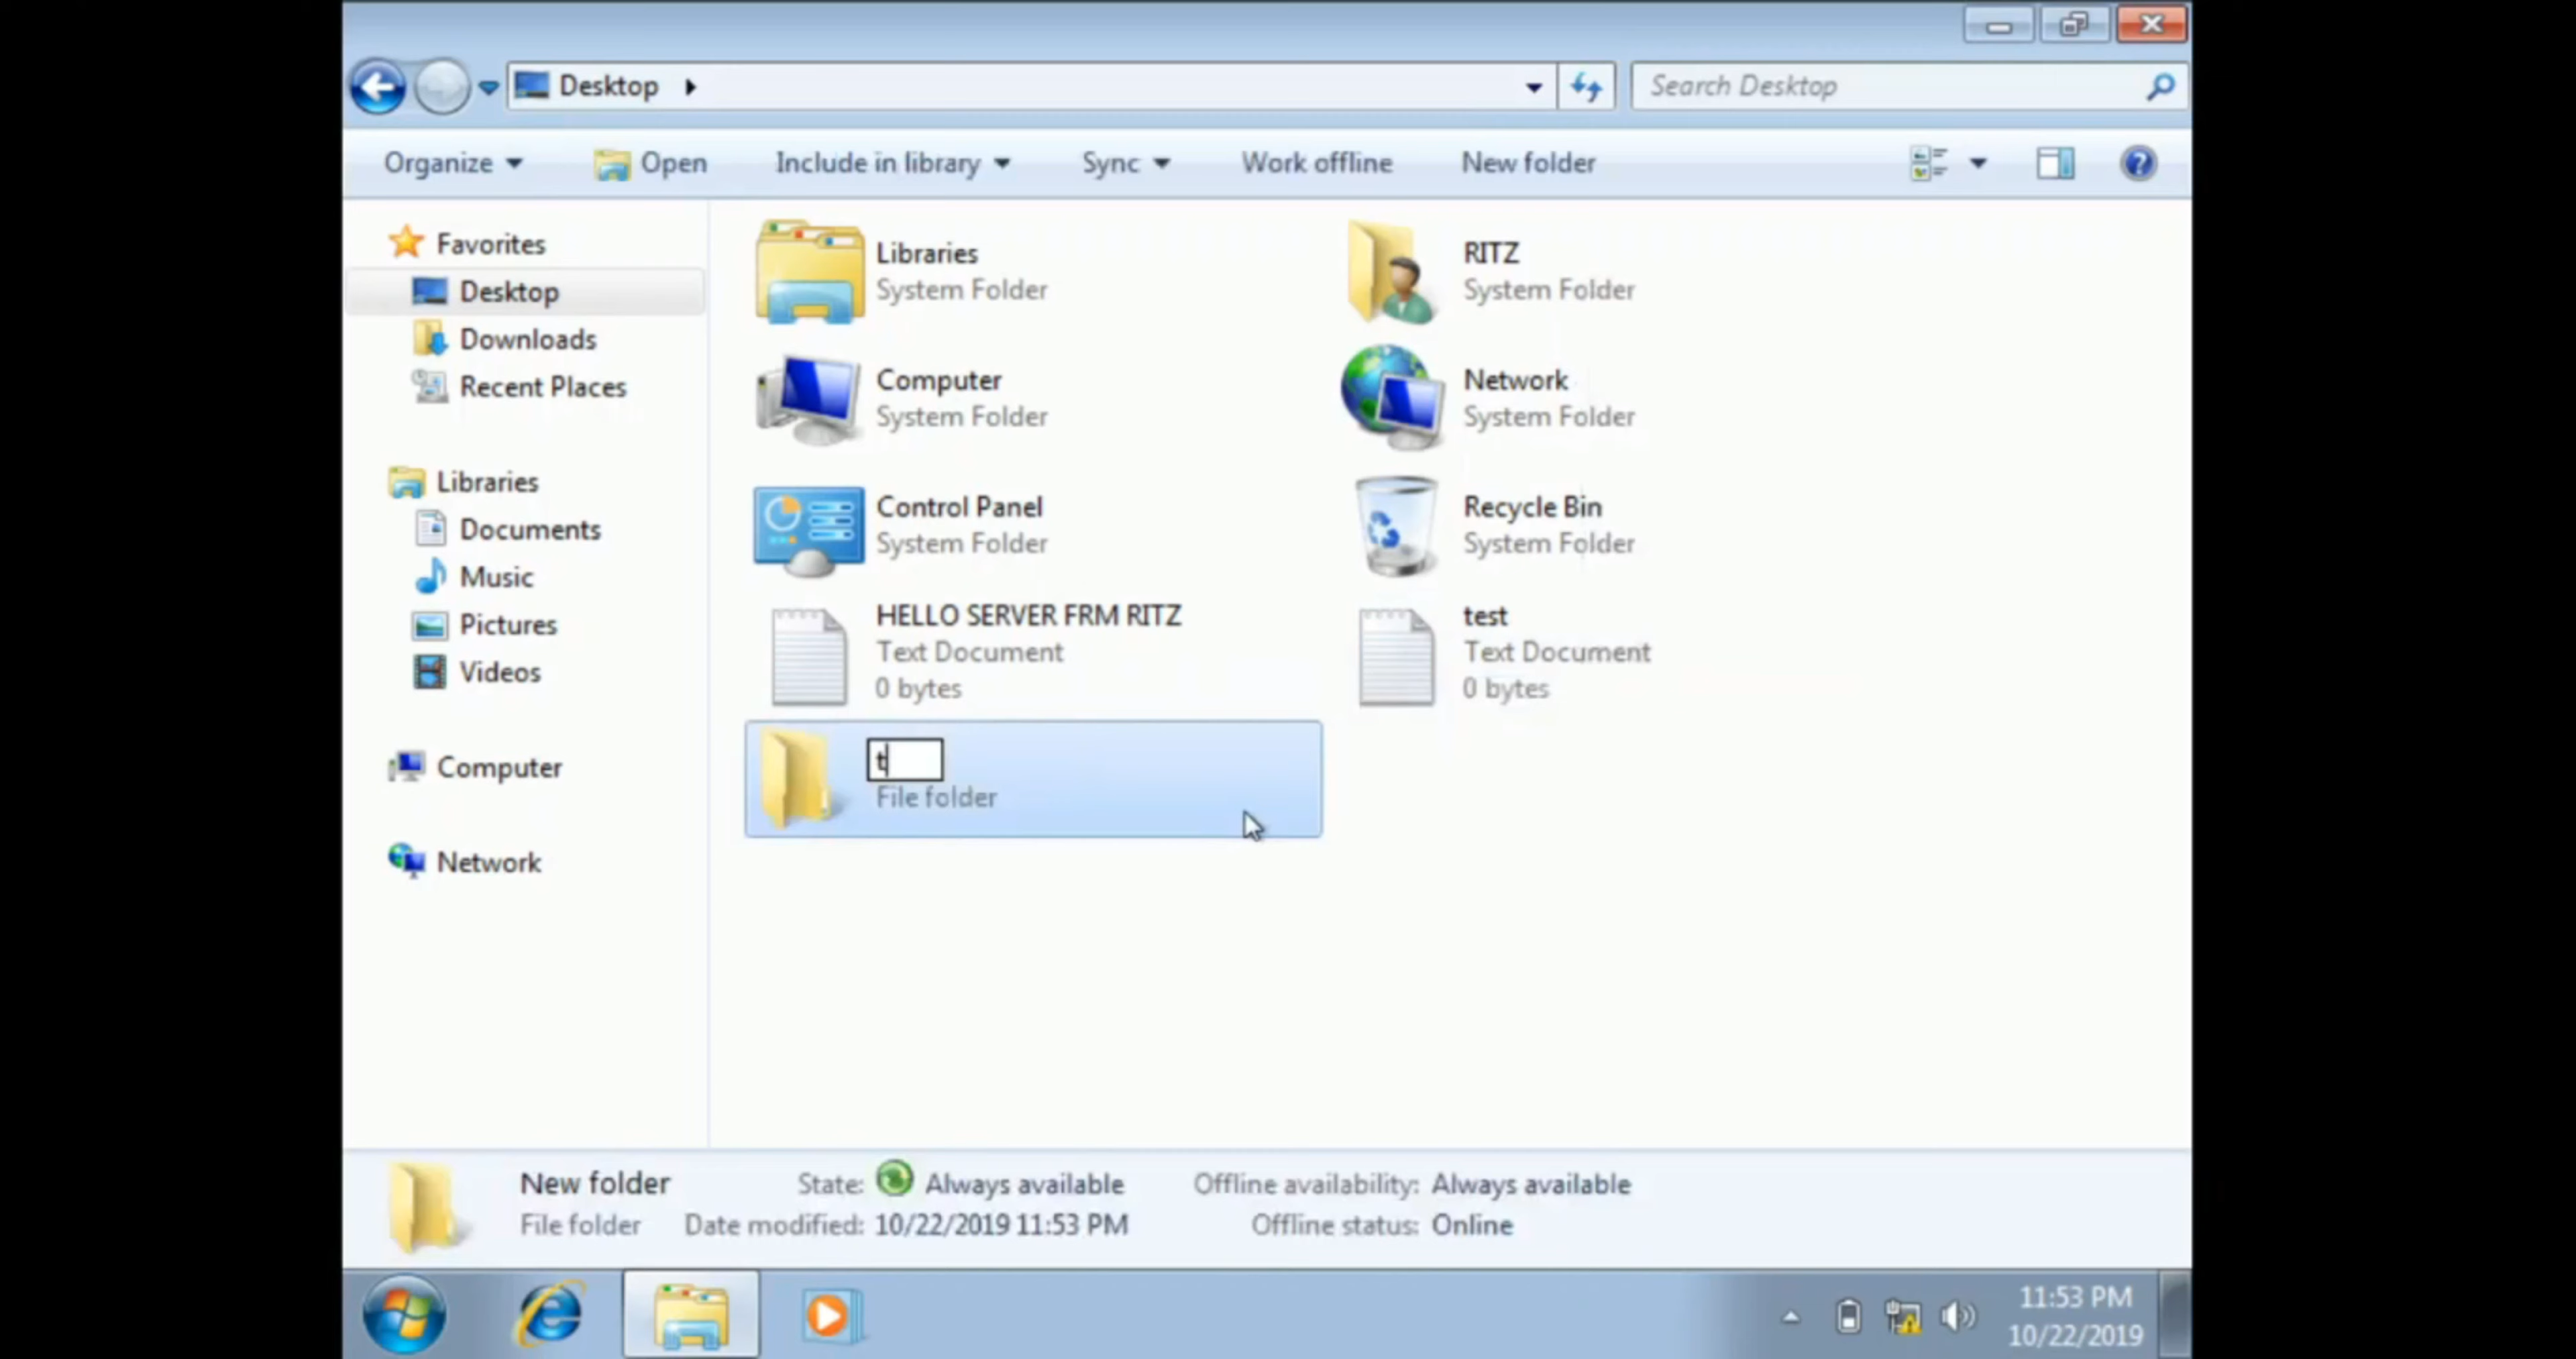 Desktop
Search Desktop
Organize Open Include in library Sync Work offline New folder
Favorites
Desktop
Downloads
Recent Places
Libraries
Documents
Music
Pictures
Videos
Computer
Network
Libraries
System Folder
RITZ
System Folder
Computer
System Folder
Network
System Folder
Control Panel
System Folder
Recycle Bin
System Folder
HELLO SERVER FRM RITZ
Text Document
0 bytes
test
Text Document
0 bytes
t
File folder
New folder State: Always available Offline availability: Always available
File folder Date modified: 10/22/2019 11:53 PM Offline status: Online
11:53 PM
10/22/2019